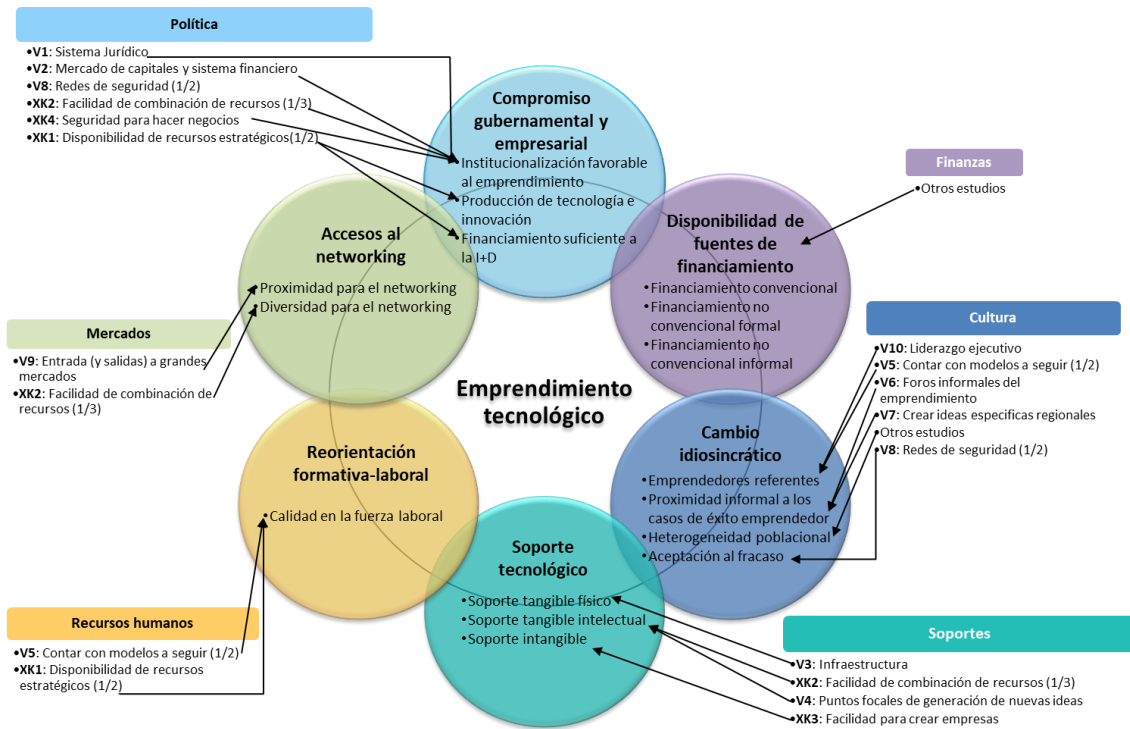 Política
•V1: Sistema Jurídico
•V2: Mercado de capitales y sistema financiero
•V8: Redes de seguridad (1/2)
•XK2: Facilidad de combinación de recursos (1/3)
•XK4: Seguridad para hacer negocios
•XK1: Disponibilidad de recursos estratégicos(1/2)
Compromiso
gubernamental y
empresarial
•Institucionalización favorable
al emprendimiento
•Producción de tecnología e
innovación
•Financiamiento suficiente a
la I+D
Finanzas
•Otros estudios
Disponibilidad de
fuentes de
financiamiento
•Financiamiento convencional
•Financiamiento no
convencional formal
•Financiamiento no
convencional informal
Accesos al
networking
•Proximidad para el networking
•Diversidad para el networking
Mercados
•V9: Entrada (y salidas) a grandes
mercados
•XK2: Facilidad de combinación de
recursos (1/3)
Emprendimiento
tecnológico
Cultura
•V10: Liderazgo ejecutivo
•V5: Contar con modelos a seguir (1/2)
•V6: Foros informales del
emprendimiento
•V7: Crear ideas especificas regionales
•Otros estudios
•V8: Redes de seguridad (1/2)
Cambio
idiosincrático
•Emprendedores referentes
•Proximidad informal a los
casos de éxito emprendedor
•Heterogeneidad poblacional
•Aceptación al fracaso
Reorientación
formativa-laboral
•Calidad en la fuerza laboral
Soporte
tecnológico
•Soporte tangible físico
•Soporte tangible intelectual
•Soporte intangible
Recursos humanos
•V5: Contar con modelos a seguir (1/2)
•XK1: Disponibilidad de recursos
estratégicos (1/2)
Soportes
•V3: Infraestructura
•XK2: Facilidad de combinación de recursos (1/3)
•V4: Puntos focales de generación de nuevas ideas
•XK3: Facilidad para crear empresas